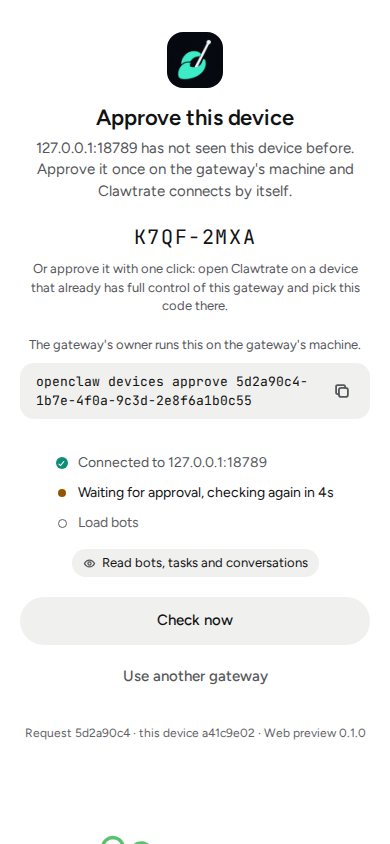 Approve this device
127.0.0.1:18789 has not seen this device before.
Approve it once on the gateway's machine and
Clawtrate connects by itself.
K7QF-2MXA
Or approve it with one click: open Clawtrate on a device
that already has full control of this gateway and pick this
code there.
The gateway's owner runs this on the gateway's machine.
openclaw devices approve 5d2a90c4-
1b7e-4f0a-9c3d-2e8f6a1b0c55
Connected to 127.0.0.1:18789
Waiting for approval, checking again in 4s
Load bots
Read bots, tasks and conversations
Check now
Use another gateway
Request 5d2a90c4 · this device a41c9e02 · Web preview 0.1.0